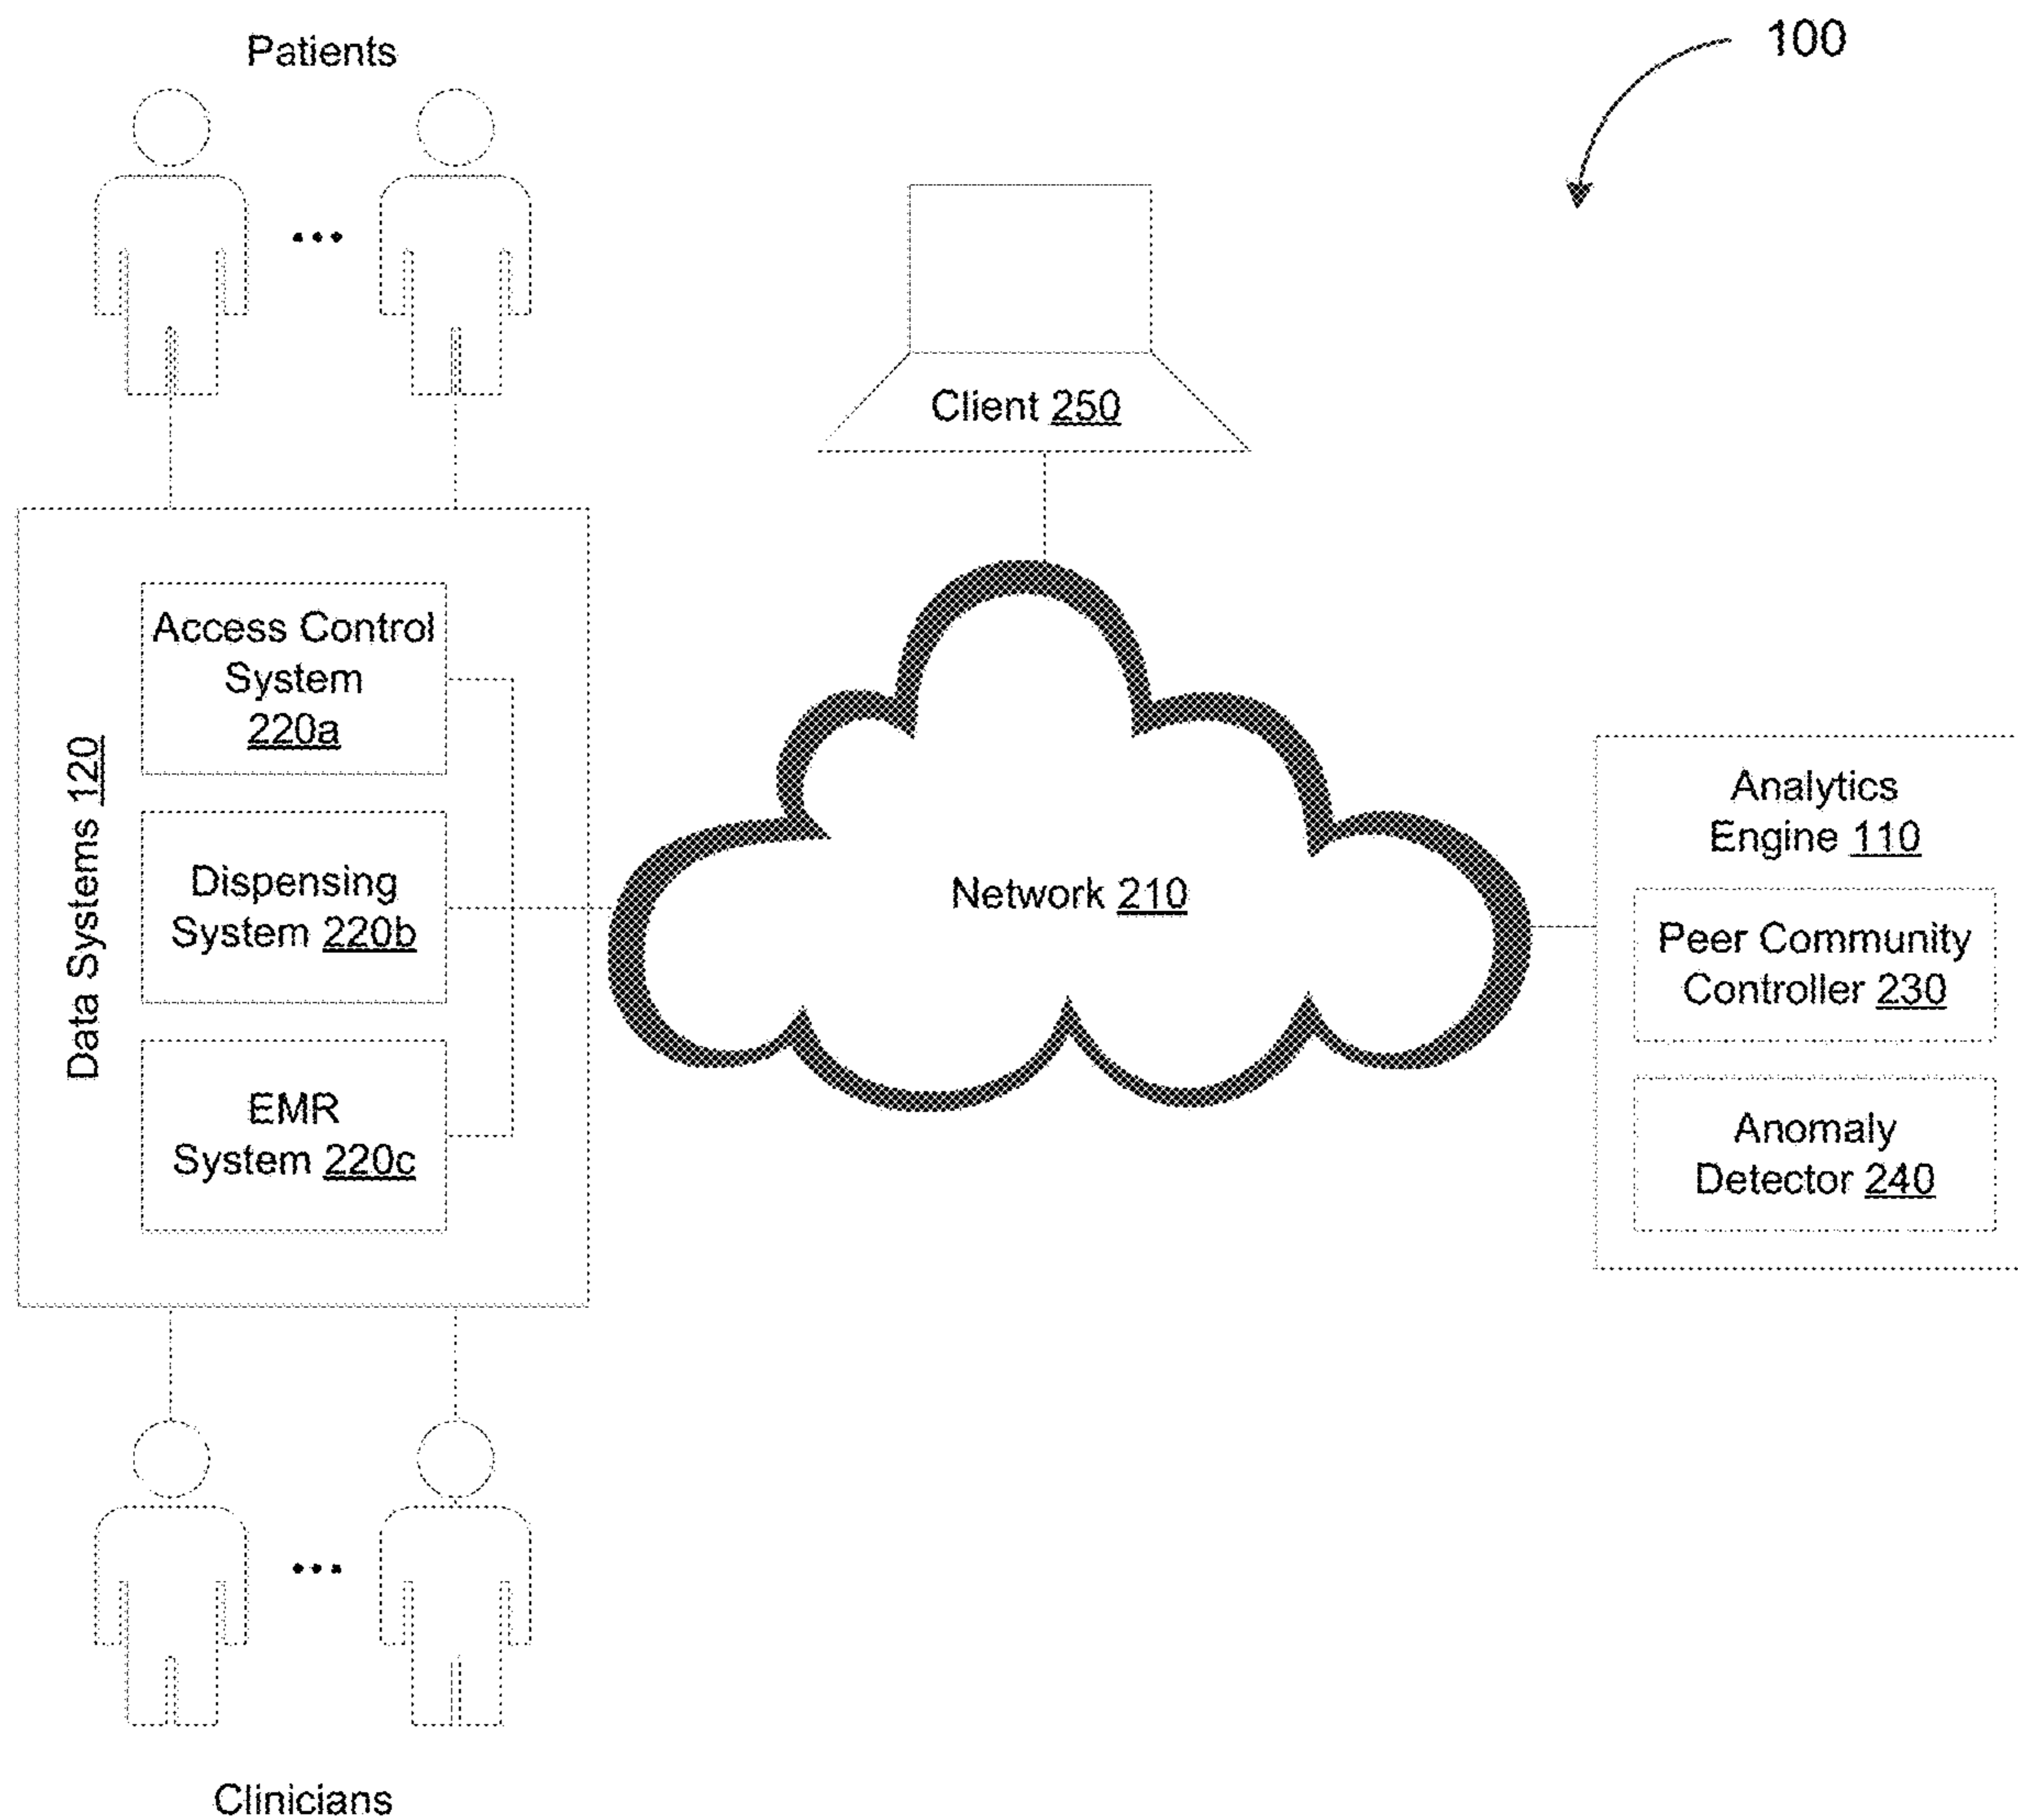 Patients
100
Client 250
Access Control
System
220a
Data Systems 120
Dispensing
System 220b
EMR
System 220c
Network 210
Analytics
Engine 110
Peer Community
Controller 230
Anomaly
Detector 240
Clinicians